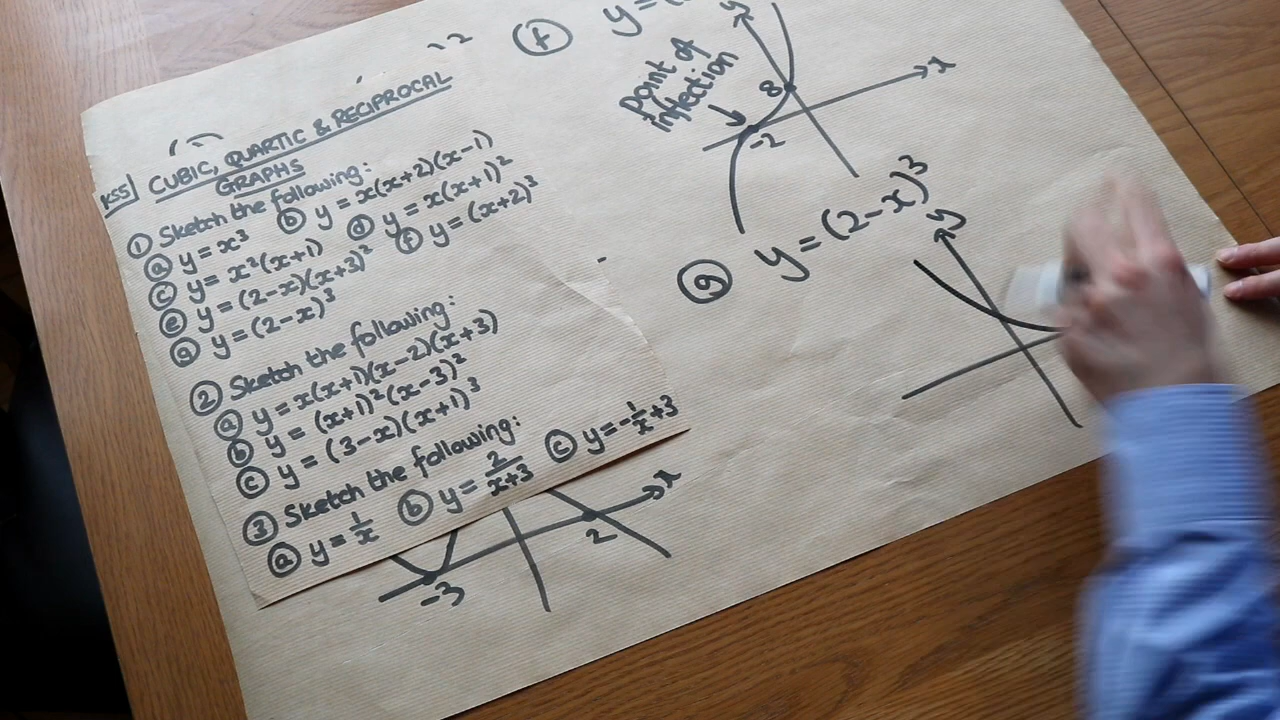 KS5 CUBIC, QUARTIC & RECIPROCAL
GRAPHS
① Sketch the following:
ⓐ y = x³ ⓑ y = x(x+2)(x-1)
ⓒ y = x²(x+1) ⓓ y = x(x+1)²
ⓔ y = (2-x)(x+3)² ⓕ y = (x+2)³
ⓖ y = (2-x)³
② Sketch the following:
ⓐ y = x(x+1)(x-2)(x+3)
ⓑ y = (x+1)²(x-3)²
ⓒ y = (3-x)(x+1)³
③ Sketch the following:
ⓐ y = 1/x ⓑ y = 2/(x+3) ⓒ y = -1/x + 3
-3
2
x
ⓕ y = (
y
x
Point of
inflection
8
-2
ⓖ y = (2-x)³
y